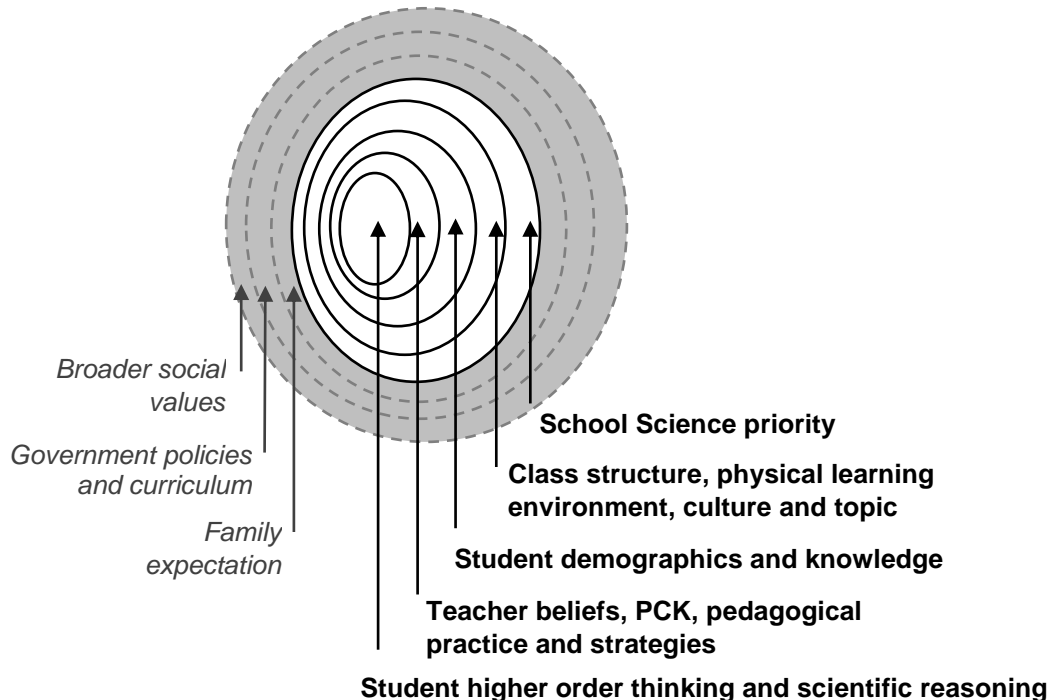 Broader social
values
Government policies
and curriculum
Family
expectation
School Science priority
Class structure, physical learning
environment, culture and topic
Student demographics and knowledge
Teacher beliefs, PCK, pedagogical
practice and strategies
Student higher order thinking and scientific reasoning